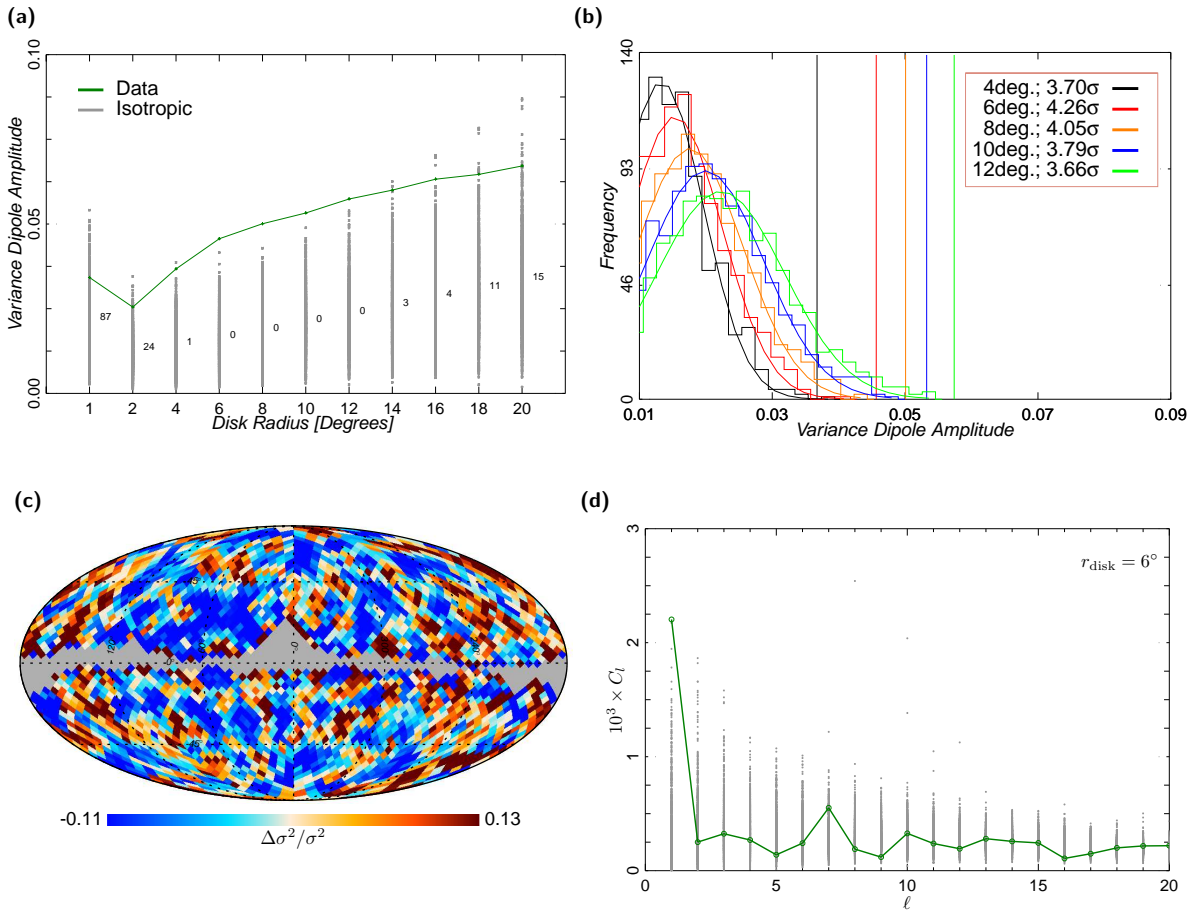 (a)
0.10
0.05
0.00
Variance Dipole Amplitude
Data
Isotropic
87
24
1
0
0
0
0
3
4
11
15
1 2 4 6 8 10 12 14 16 18 20
Disk Radius [Degrees]
(b)
140
93
46
0
Frequency
4deg.; 3.70σ
6deg.; 4.26σ
8deg.; 4.05σ
10deg.; 3.79σ
12deg.; 3.66σ
0.01 0.03 0.05 0.07 0.09
Variance Dipole Amplitude
(c)
120
-0
-45
-0.11
0.13
Δσ²/σ²
(d)
3
2
1
0
10³ × C_l
r_disk = 6°
0 5 10 15 20
ℓ